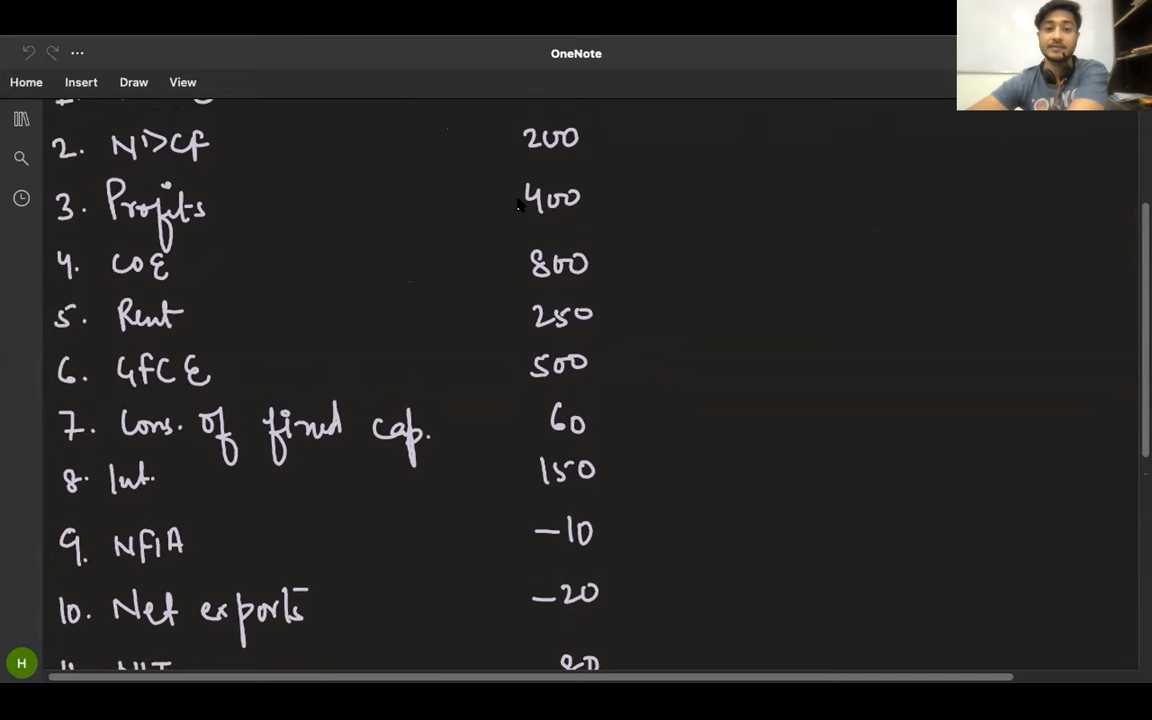 OneNote
Home Insert Draw View
2. NDCF 200
3. Profits 400
4. COE 800
5. Rent 250
6. GFCE 500
7. Cons. of fixed cap. 60
8. Int. 150
9. NFIA -10
10. Net exports -20
H